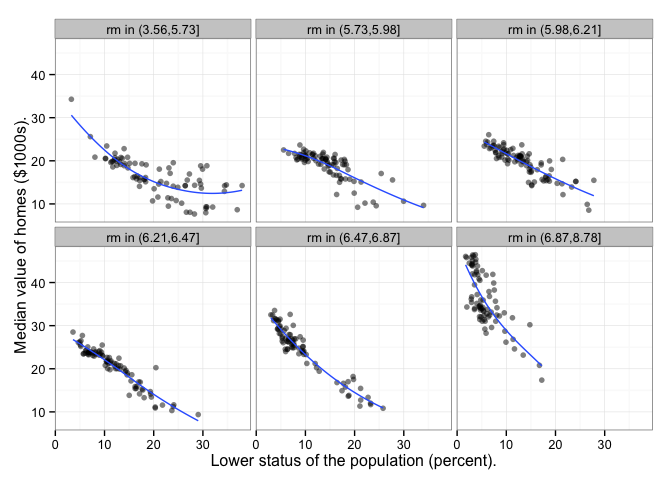 rm in (3.56,5.73]
rm in (5.73,5.98]
rm in (5.98,6.21]
40
30
20
10
rm in (6.21,6.47]
rm in (6.47,6.87]
rm in (6.87,8.78]
40
30
20
10
0 10 20 30
0 10 20 30
0 10 20 30
Median value of homes ($1000s).
Lower status of the population (percent).